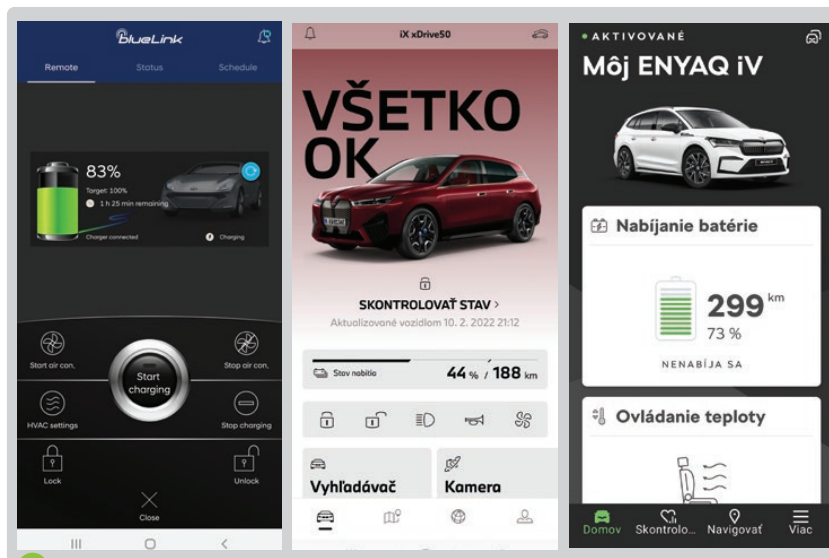 blueLink
Remote Status Schedule
83%
Target: 100%
1 h 25 min remaining
Charger connected
Charging
Start air con.
Stop air con.
Start
charging
HVAC settings
Stop charging
Lock
Unlock
Close
iX xDrive50
VŠETKO
OK
SKONTROLOVAŤ STAV >
Aktualizované vozidlom 10. 2. 2022 21:12
Stav nabitia 44 % / 188 km
Vyhľadávač
Kamera
AKTIVOVANÉ
Môj ENYAQ iV
Nabíjanie batérie
299 km
73 %
NENABÍJA SA
Ovládanie teploty
Domov Skontrolo... Navigovať Viac